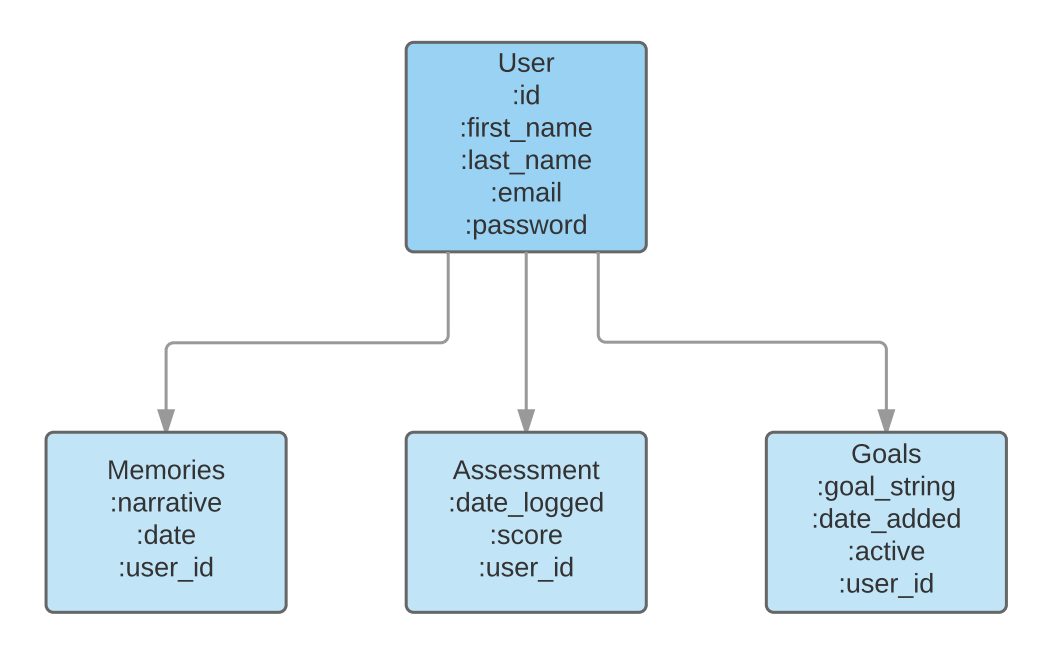 User
:id
:first_name
:last_name
:email
:password
Memories
:narrative
:date
:user_id
Assessment
:date_logged
:score
:user_id
Goals
:goal_string
:date_added
:active
:user_id